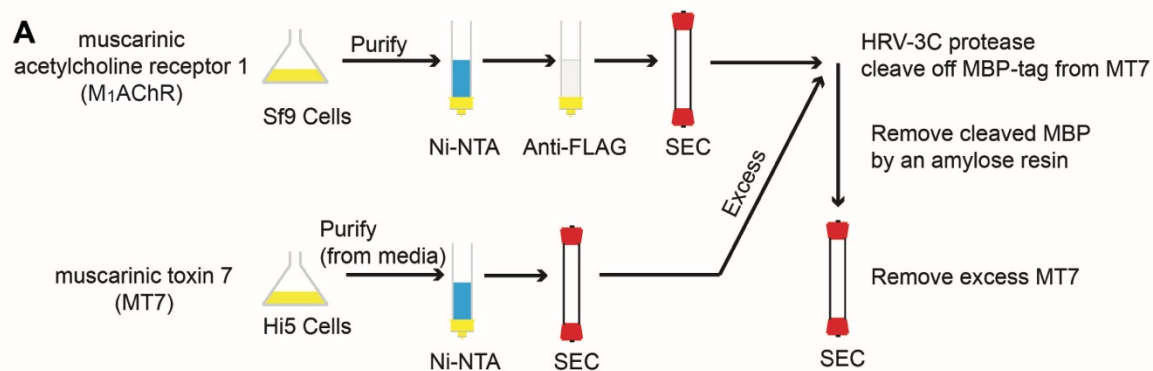 A
muscarinic
acetylcholine receptor 1
(M₁AChR)
Sf9 Cells
Purify
Ni-NTA
Anti-FLAG
SEC
HRV-3C protease
cleave off MBP-tag from MT7
Remove cleaved MBP
by an amylose resin
Excess
muscarinic toxin 7
(MT7)
Hi5 Cells
Purify
(from media)
Ni-NTA
SEC
Remove excess MT7
SEC